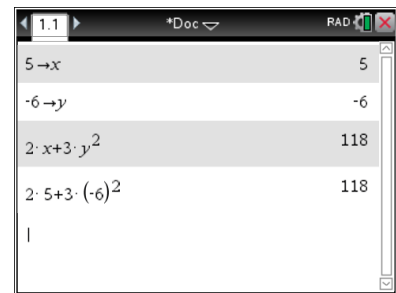 1.1 *Doc RAD
5→x 5
-6→y -6
2·x+3·y² 118
2·5+3·(-6)² 118